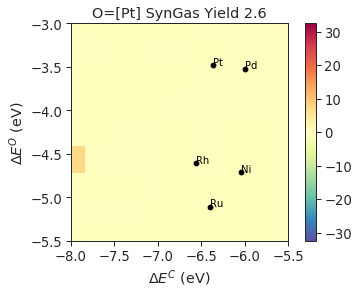 O=[Pt] SynGas Yield 2.6
−3.0
−3.5
−4.0
−4.5
−5.0
−5.5
ΔE^O (eV)
Pt
Pd
Rh
Ni
Ru
−8.0 −7.5 −7.0 −6.5 −6.0 −5.5
ΔE^C (eV)
30
20
10
0
−10
−20
−30